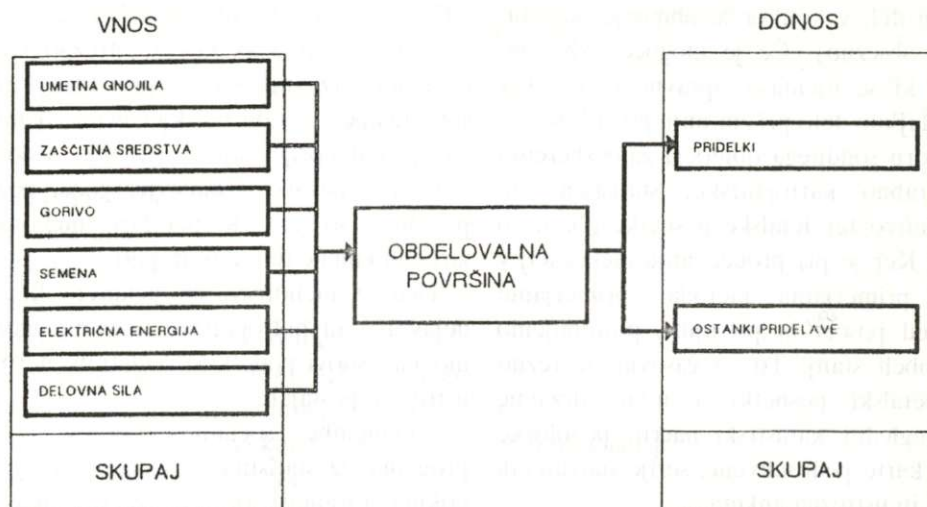 VNOS
UMETNA GNOJILA
ZAŠČITNA SREDSTVA
GORIVO
SEMENA
ELEKTRIČNA ENERGIJA
DELOVNA SILA
SKUPAJ
OBDELOVALNA
POVRŠINA
DONOS
PRIDELKI
OSTANKI PRIDELAVE
SKUPAJ